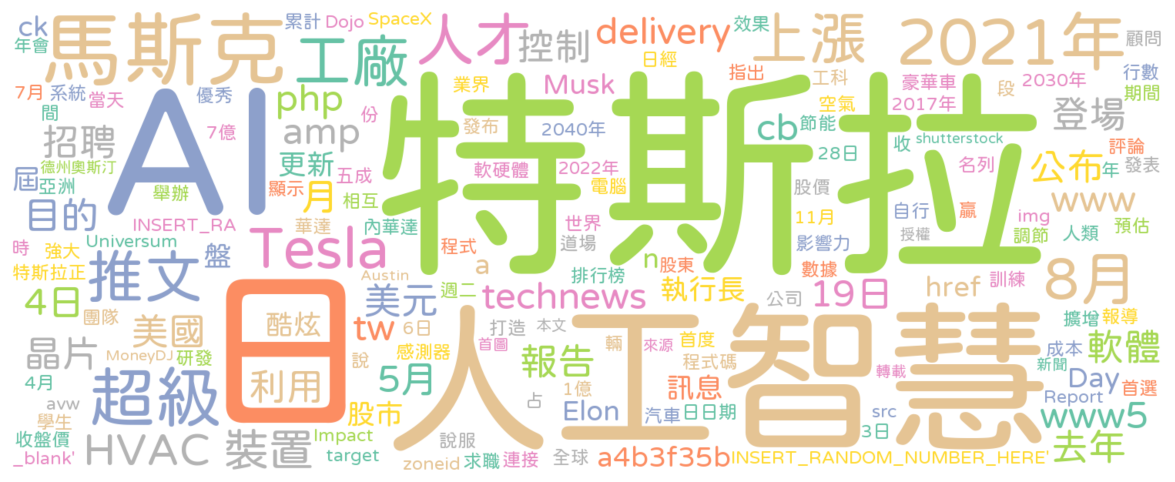 ck 馬斯克 累計 Dojo SpaceX 人才 delivery 效果 上漲 2021年 顧問
年會 工廠 控制 日經 指出 工科 豪華車 2030年 行數
7月 系統 當天 優秀 php 業界 Musk 空氣 2017年 段 期間
間 7億 amp 份 發布 2040年 cb 節能 收 shutterstock 登場 評論
招聘 AI 更新 五成 軟硬體 2022年 特斯拉 28日 名列 公布 年 發表
德州奧斯汀 屆 亞洲 舉辦 顯示 月 相互 電腦 股價 自行 贏 www
目的 INSERT_RA 華達 內華達 世界 11月 影響力 授權 img 調節 人類 預估
時 強大 Universum 盤 Tesla 程式 a 道場 n 股東 數據
特斯拉正 推文 Austin 週二 排行榜 執行長 公司 19日 href 訓練 8月
4日 團隊 日 美元 technews
美國 酷炫 tw 6日 打造 本文 首度 擴增 報導
晶片 MoneyDJ 研發 說 感測器 首圖 人工智慧 輛 來源 程式碼 成本 軟體
4月 超級 利用 5月 報告 1億 訊息 轉載 新聞 首選
avw 學生 股市 占 Elon 汽車 日日期 src Day Report www5
收盤價 HVAC 裝置 Impact 說服 3日 去年
_blank' target zoneid 求職 連接 全球 a4b3f35b INSERT_RANDOM_NUMBER_HERE'